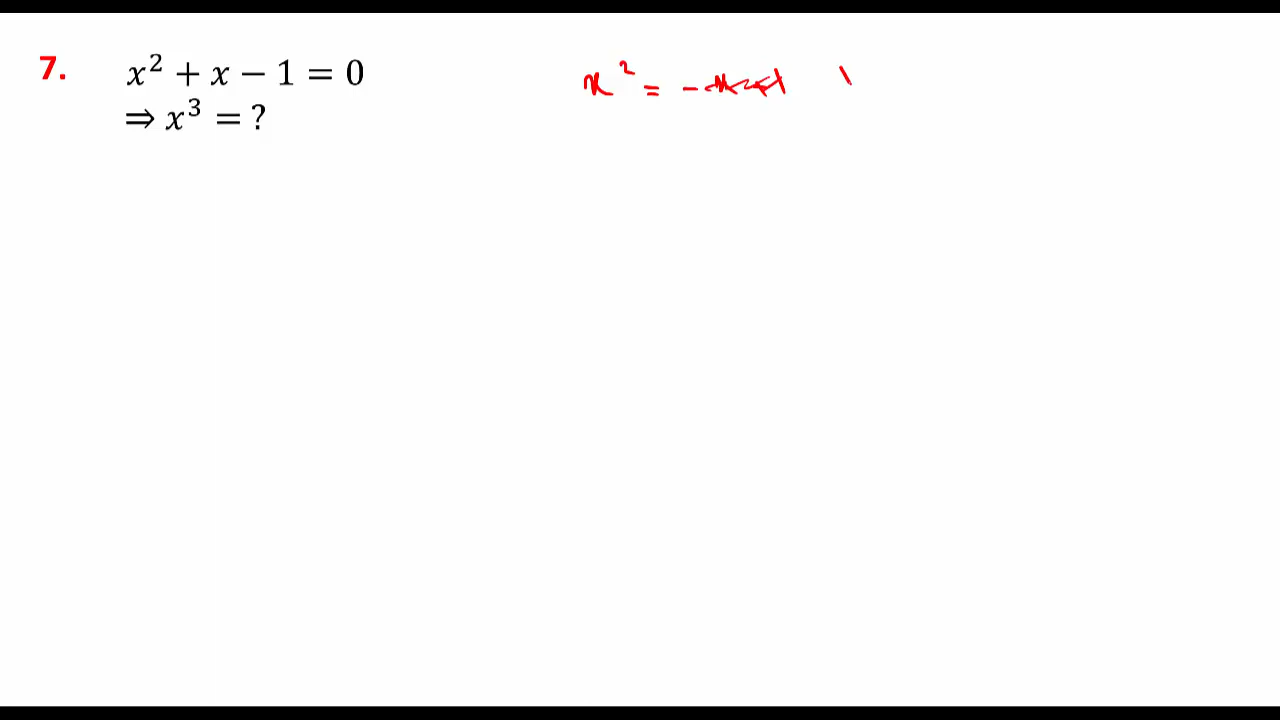 7. x² + x − 1 = 0
⇒ x³ = ?
x² = -